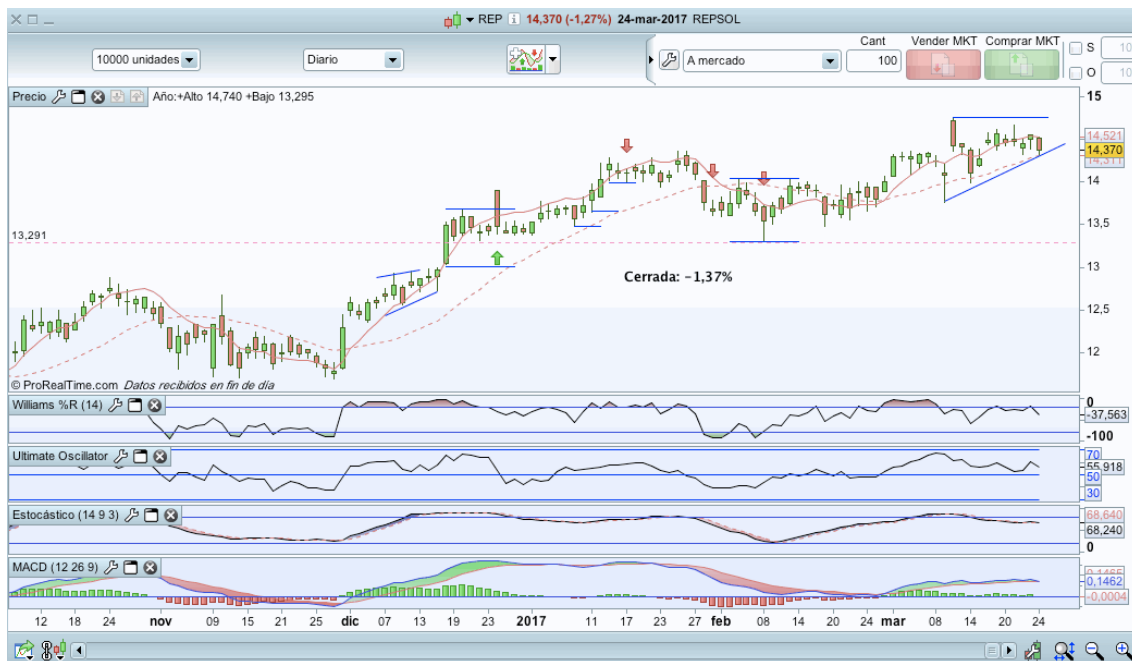 REP 14,370 (-1,27%) 24-mar-2017 REPSOL
10000 unidades
Diario
A mercado
Cant
100
Vender MKT
Comprar MKT
S
10
O
10
Precio
Año:+Alto 14,740 +Bajo 13,295
15
14,521
14,370
14,311
14
13,5
13
12,5
12
13,291
Cerrada: -1,37%
© ProRealTime.com Datos recibidos en fin de día
Williams %R (14)
0
-37,563
-100
Ultimate Oscillator
70
55,918
50
30
Estocástico (14 9 3)
68,640
68,240
0
MACD (12 26 9)
0,1465
0,1462
-0,0004
12 18 24 nov 09 15 21 25 dic 07 13 19 23 2017 11 17 23 27 feb 08 14 20 24 mar 08 14 20 24